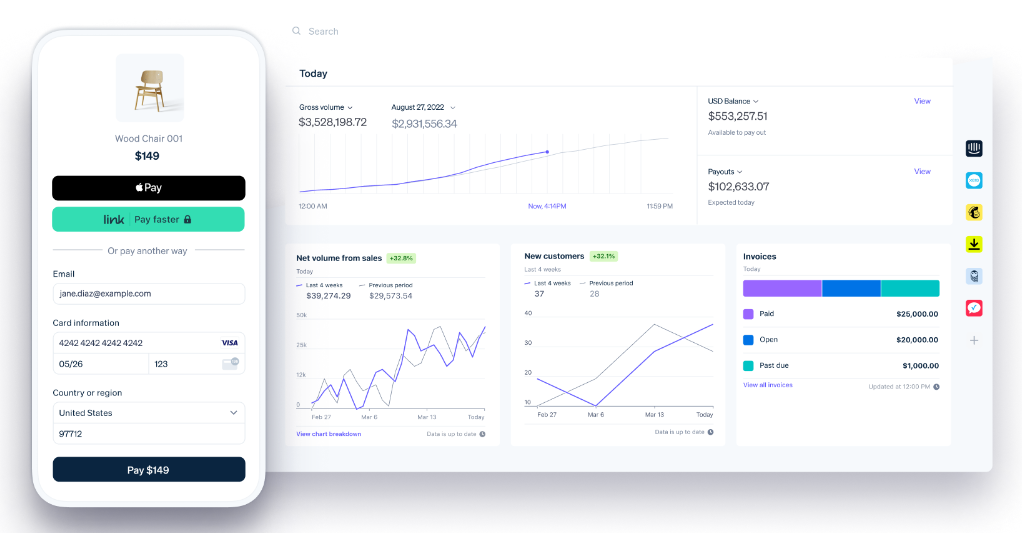 Wood Chair 001
$149
Pay
link Pay faster
Or pay another way
Email
jane.diaz@example.com
Card information
4242 4242 4242 4242 VISA
05/26 123
Country or region
United States
97712
Pay $149
Search
Today
Gross volume August 27, 2022
$3,528,198.72 $2,931,556.34
12:00 AM Now, 4:14PM 11:59 PM
USD Balance View
$553,257.51
Available to pay out
Payouts View
$102,633.07
Expected today
Net volume from sales +32.8%
Today
Last 4 weeks Previous period
$39,274.29 $29,573.54
30k
25k
12k
0
Feb 27 Mar 6 Mar 13 Today
View chart breakdown Data is up to date
New customers +32.1%
Last 4 weeks
Last 4 weeks Previous period
37 28
40
30
20
10
Feb 27 Mar 6 Mar 13 Today
Data is up to date
Invoices
Today
Paid $25,000.00
Open $20,000.00
Past due $1,000.00
View all invoices Updated at 12:00 PM